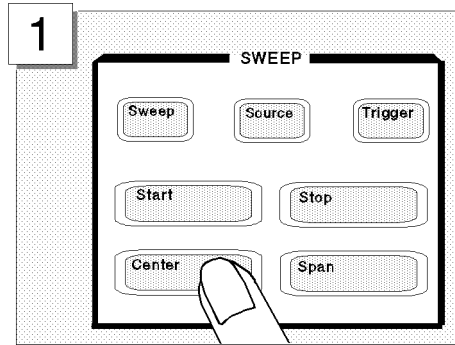 1
SWEEP
Sweep Source Trigger
Start Stop
Center Span